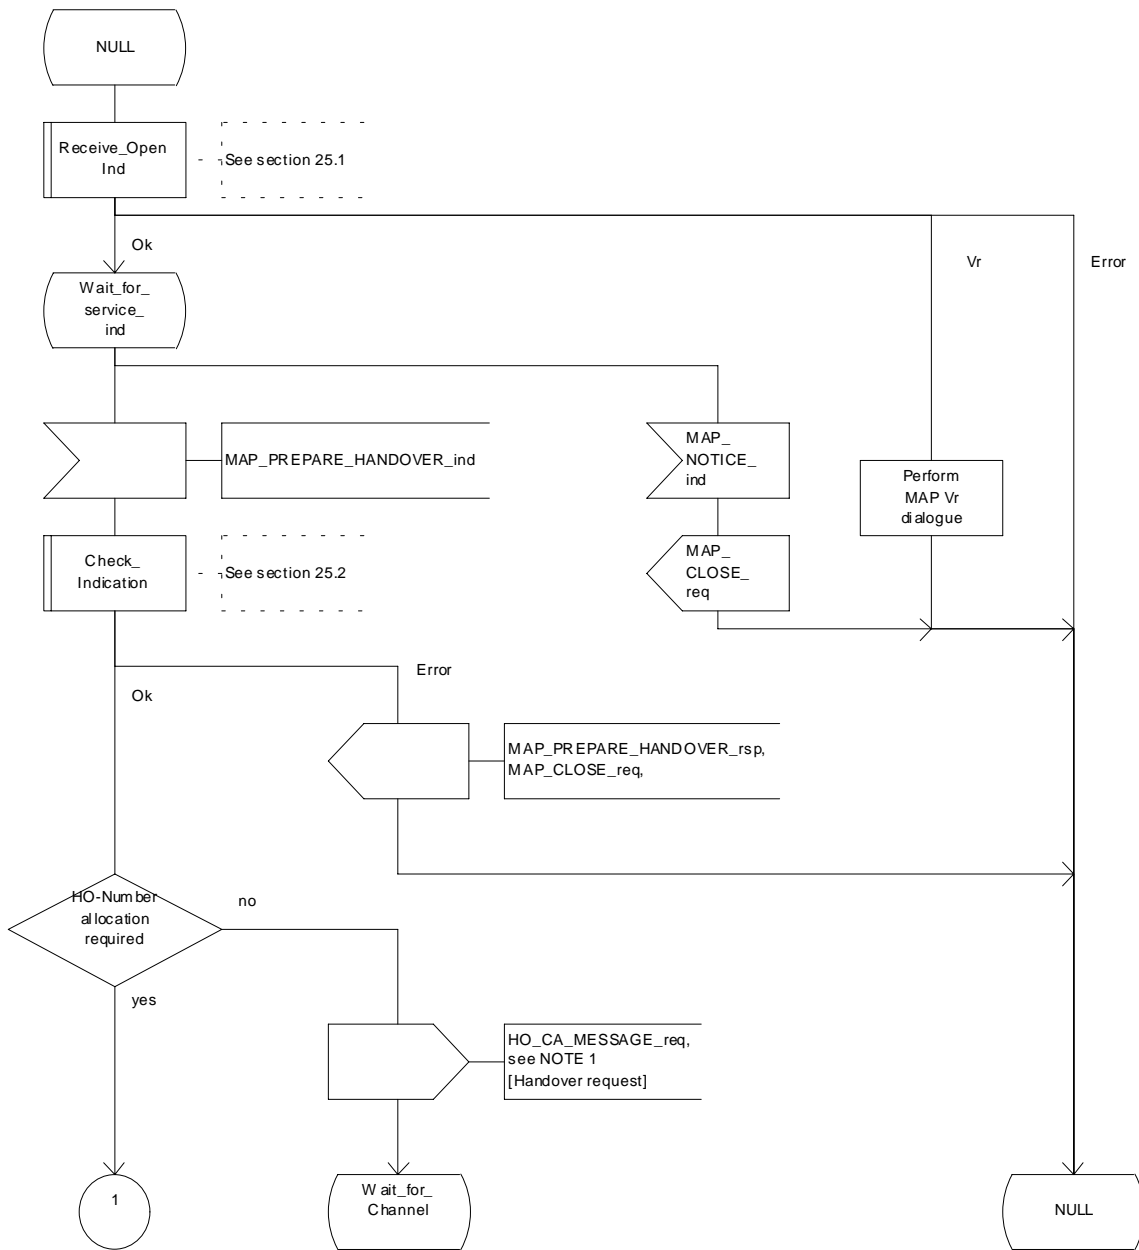 NULL
Receive_Open
Ind
See section 25.1
Ok
Vr
Error
Wait_for_
service_
ind
MAP_PREPARE_HANDOVER_ind
MAP_
NOTICE_
ind
Perform
MAP Vr
dialogue
Check_
Indication
See section 25.2
MAP_
CLOSE_
req
Error
Ok
MAP_PREPARE_HANDOVER_rsp,
MAP_CLOSE_req,
HO-Number
allocation
required
no
yes
HO_CA_MESSAGE_req,
see NOTE 1
[Handover request]
1
Wait_for_
Channel
NULL